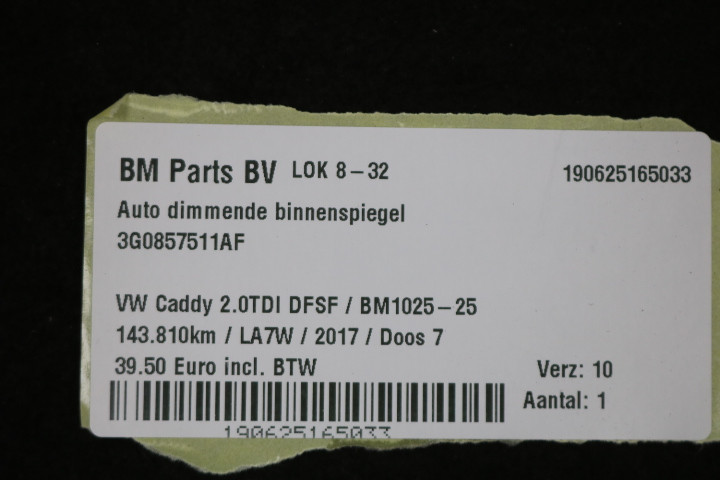 BM Parts BV LOK 8-32 190625165033
Auto dimmende binnenspiegel
3G0857511AF
VW Caddy 2.0TDI DFSF / BM1025-25
143.810km / LA7W / 2017 / Doos 7
39.50 Euro incl. BTW Verz: 10
Aantal: 1
190625165033